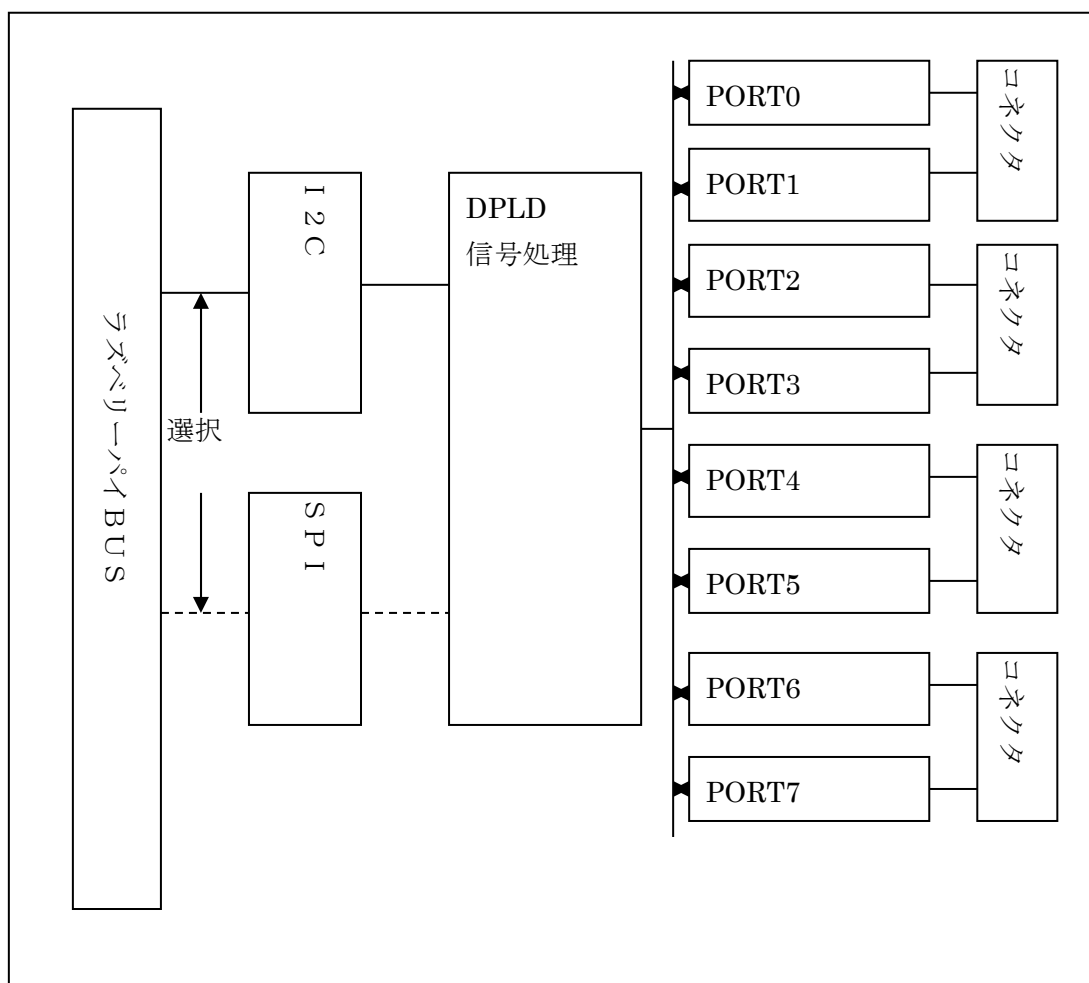 ラズベリーパイBUS
選択
I2C
SPI
DPLD
信号処理
PORT0
PORT1
PORT2
PORT3
PORT4
PORT5
PORT6
PORT7
コネクタ
コネクタ
コネクタ
コネクタ